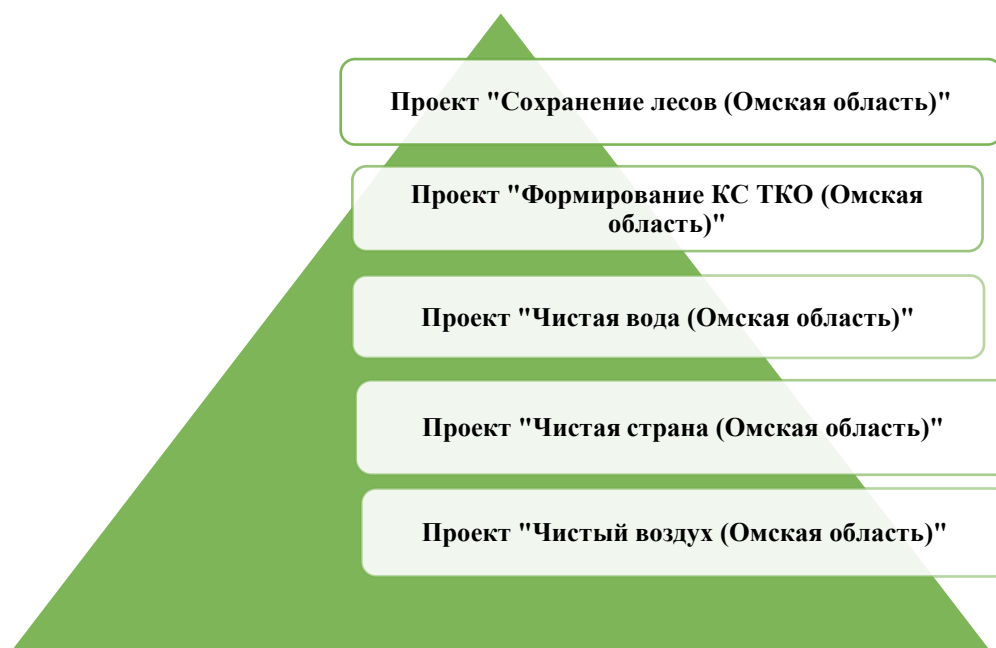 Проект "Сохранение лесов (Омская область)"
Проект "Формирование КС ТКО (Омская
область)"
Проект "Чистая вода (Омская область)"
Проект "Чистая страна (Омская область)"
Проект "Чистый воздух (Омская область)"